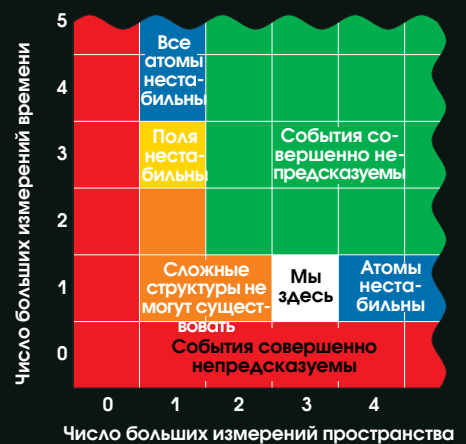 Число больших измерений времени
5
4
3
2
1
0
Все
атомы
неста-
бильны
Поля
неста-
бильны
События со-
вершенно не-
предсказуемы
Сложные
структуры не
могут сущест-
вовать
Мы
здесь
Атомы
неста-
бильны
События совершенно
непредсказуемы
0 1 2 3 4
Число больших измерений пространства